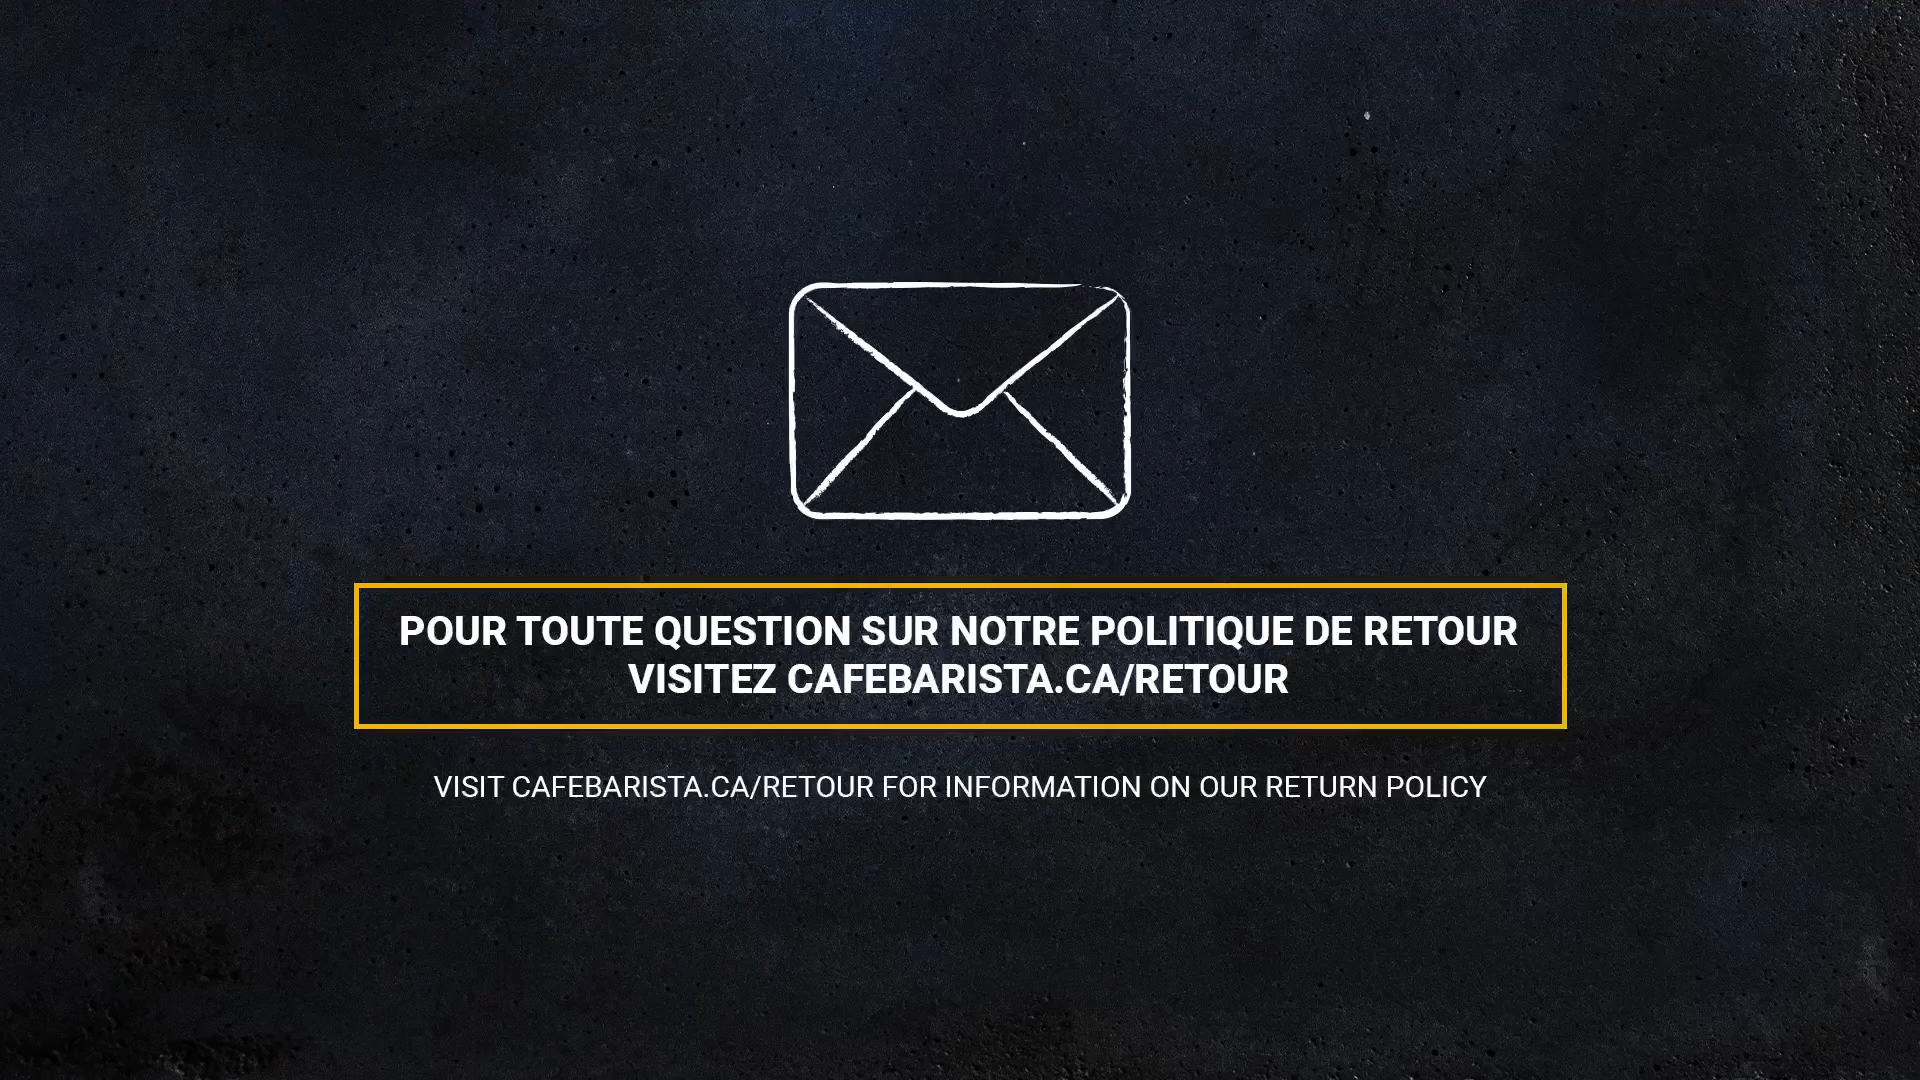 POUR TOUTE QUESTION SUR NOTRE POLITIQUE DE RETOUR
VISITEZ CAFEBARISTA.CA/RETOUR
VISIT CAFEBARISTA.CA/RETOUR FOR INFORMATION ON OUR RETURN POLICY